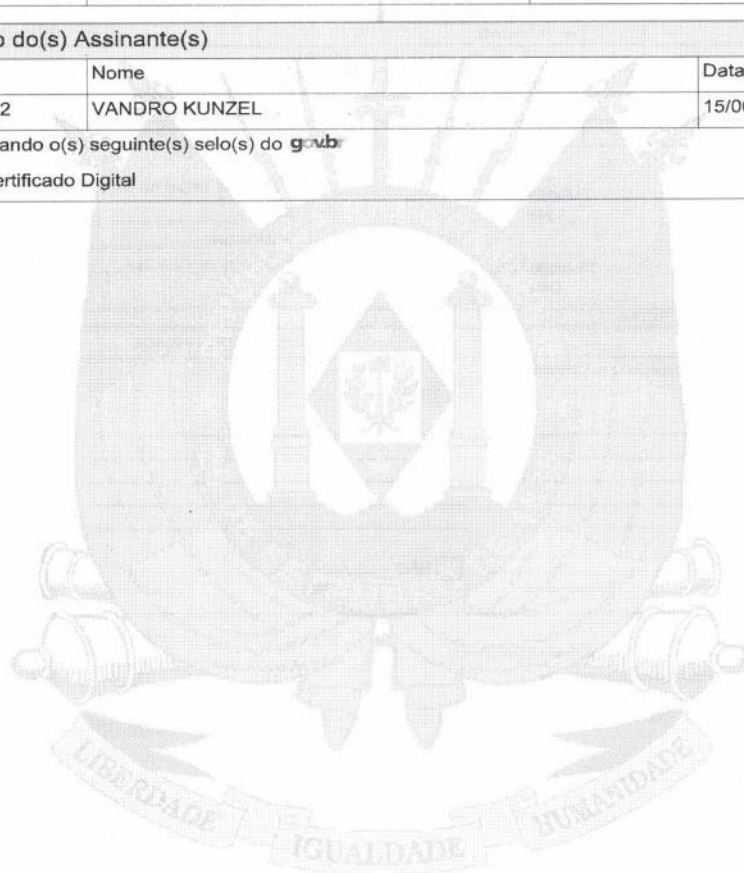 o do(s) Assinante(s)
Nome Data
2 VANDRO KUNZEL 15/0
ando o(s) seguinte(s) selo(s) do gov.br
ertificado Digital
LIBERDADE IGUALDADE HUMANIDADE